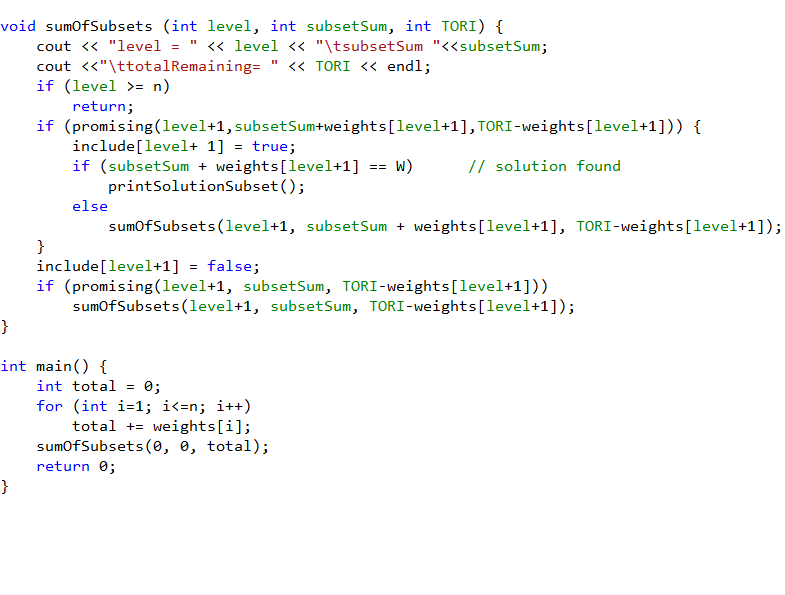 void sumOfSubsets (int level, int subsetSum, int TORI) {
    cout << "level = " << level << "\tsubsetSum "<<subsetSum;
    cout <<"\ttotalRemaining= " << TORI << endl;
    if (level >= n)
        return;
    if (promising(level+1,subsetSum+weights[level+1],TORI-weights[level+1])) {
        include[level+ 1] = true;
        if (subsetSum + weights[level+1] == W)      // solution found
            printSolutionSubset();
        else
            sumOfSubsets(level+1, subsetSum + weights[level+1], TORI-weights[level+1]);
    }
    include[level+1] = false;
    if (promising(level+1, subsetSum, TORI-weights[level+1]))
        sumOfSubsets(level+1, subsetSum, TORI-weights[level+1]);
}

int main() {
    int total = 0;
    for (int i=1; i<=n; i++)
        total += weights[i];
    sumOfSubsets(0, 0, total);
    return 0;
}